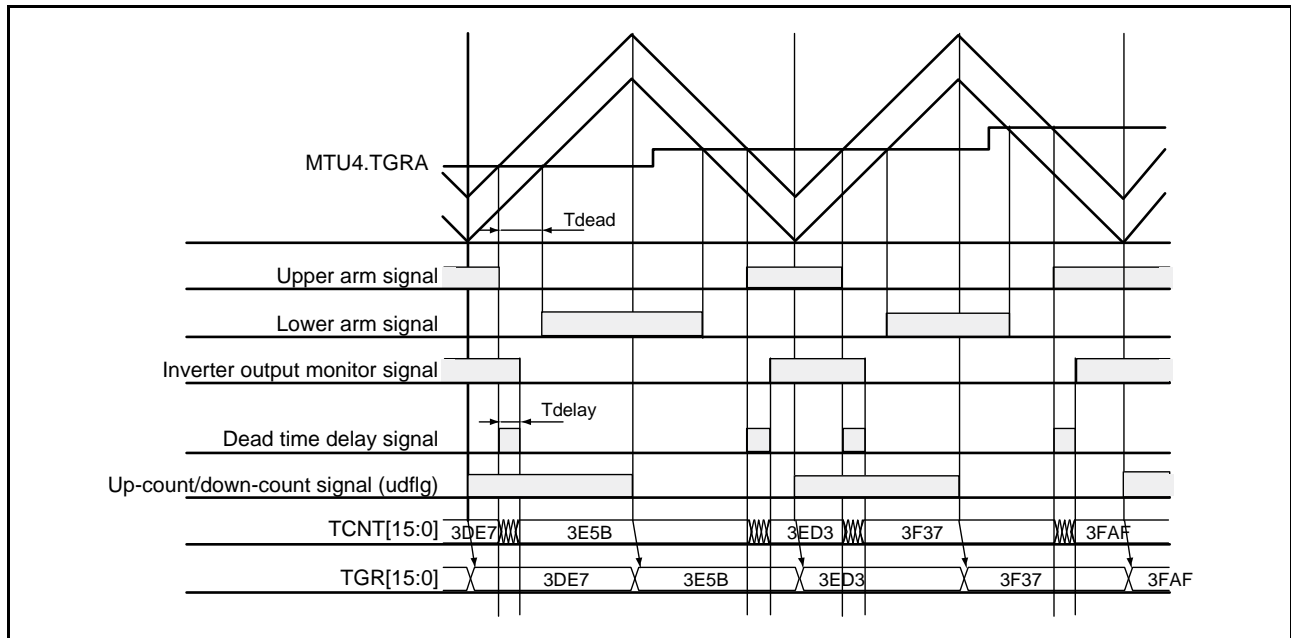 MTU4.TGRA
Tdead
Upper arm signal
Lower arm signal
Inverter output monitor signal
Tdelay
Dead time delay signal
Up-count/down-count signal (udflg)
TCNT[15:0] 3DE7 3E5B 3ED3 3F37 3FAF
TGR[15:0] 3DE7 3E5B 3ED3 3F37 3FAF